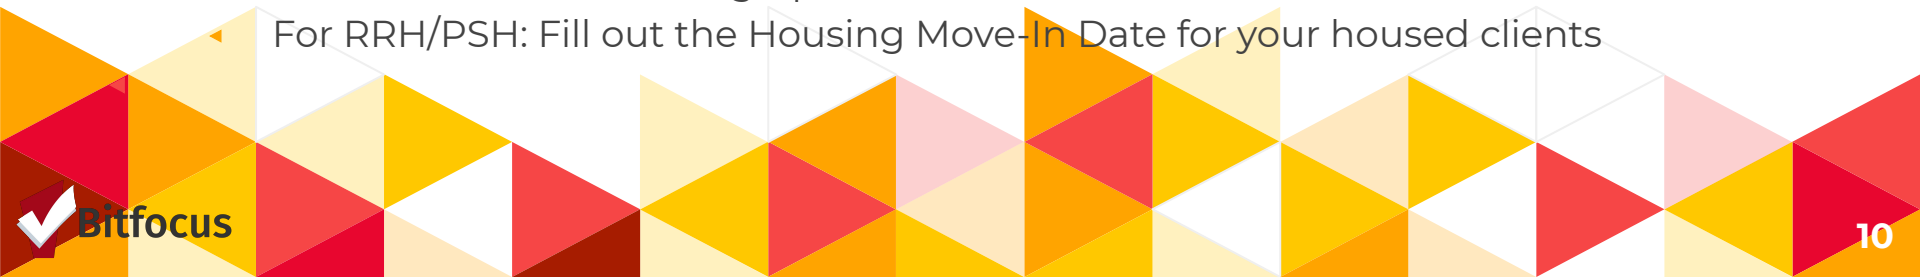 For RRH/PSH: Fill out the Housing Move-In Date for your housed clients
Bitfocus
10